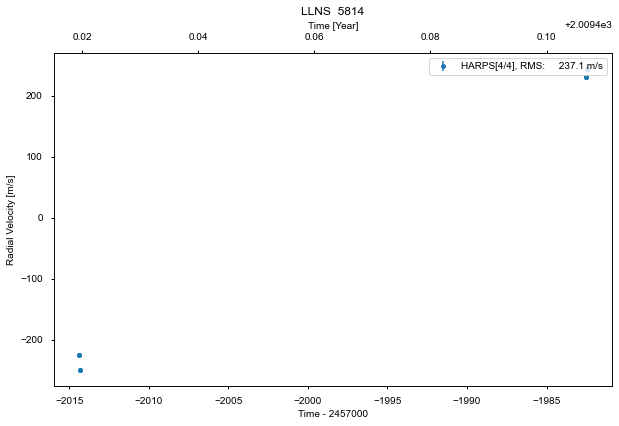 LLNS 5814
Time [Year]
0.02 0.04 0.06 0.08 0.10
+2.0094e3
HARPS[4/4], RMS: 237.1 m/s
Radial Velocity [m/s]
200
100
0
−100
−200
−2015 −2010 −2005 −2000 −1995 −1990 −1985
Time - 2457000